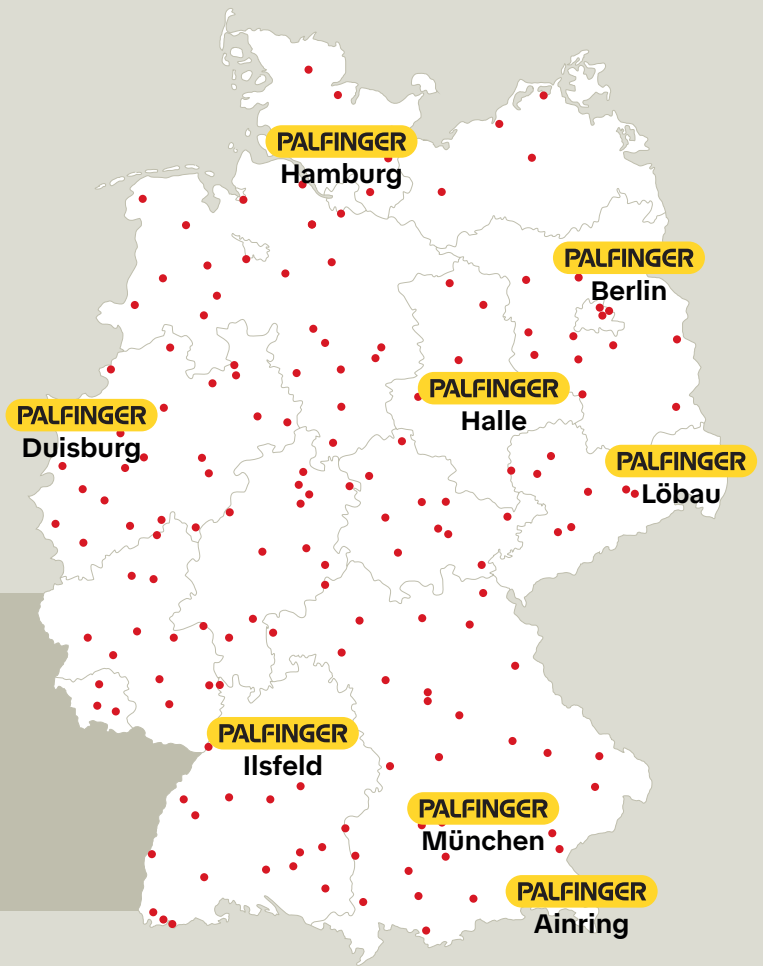 PALFINGER
Hamburg
PALFINGER
Berlin
PALFINGER
Halle
PALFINGER
Duisburg
PALFINGER
Löbau
PALFINGER
Ilsfeld
PALFINGER
München
PALFINGER
Ainring